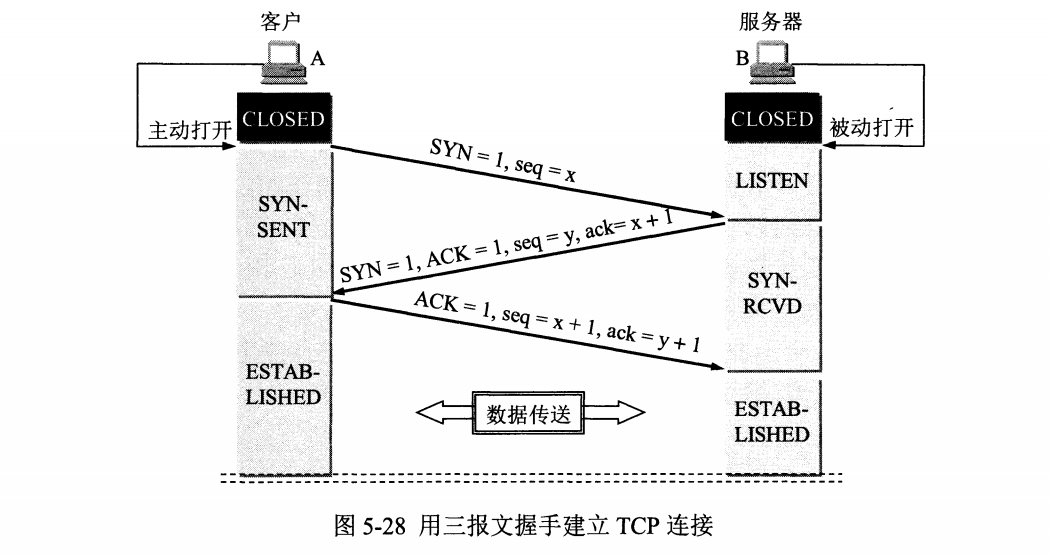 客户
服务器
A
B
CLOSED
CLOSED
主动打开
被动打开
SYN = 1, seq = x
LISTEN
SYN-
SENT
SYN = 1, ACK = 1, seq = y, ack= x + 1
SYN-
RCVD
ACK = 1, seq = x + 1, ack = y + 1
ESTAB-
LISHED
数据传送
ESTAB-
LISHED
图 5-28 用三报文握手建立 TCP 连接